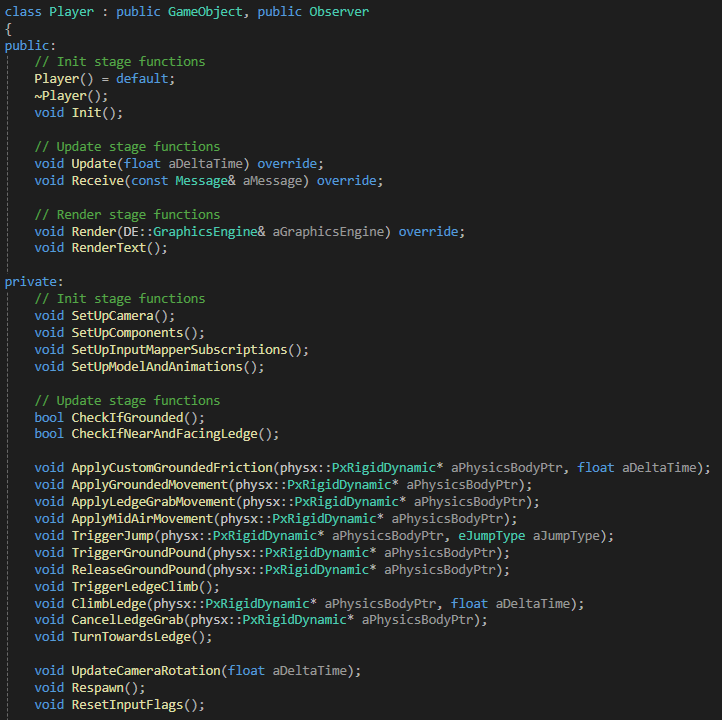 class Player : public GameObject, public Observer
{
public:
// Init stage functions
Player() = default;
~Player();
void Init();
// Update stage functions
void Update(float aDeltaTime) override;
void Receive(const Message& aMessage) override;
// Render stage functions
void Render(DE::GraphicsEngine& aGraphicsEngine) override;
void RenderText();
private:
// Init stage functions
void SetUpCamera();
void SetUpComponents();
void SetUpInputMapperSubscriptions();
void SetUpModelAndAnimations();
// Update stage functions
bool CheckIfGrounded();
bool CheckIfNearAndFacingLedge();
void ApplyCustomGroundedFriction(physx::PxRigidDynamic* aPhysicsBodyPtr, float aDeltaTime);
void ApplyGroundedMovement(physx::PxRigidDynamic* aPhysicsBodyPtr);
void ApplyLedgeGrabMovement(physx::PxRigidDynamic* aPhysicsBodyPtr);
void ApplyMidAirMovement(physx::PxRigidDynamic* aPhysicsBodyPtr);
void TriggerJump(physx::PxRigidDynamic* aPhysicsBodyPtr, eJumpType aJumpType);
void TriggerGroundPound(physx::PxRigidDynamic* aPhysicsBodyPtr);
void ReleaseGroundPound(physx::PxRigidDynamic* aPhysicsBodyPtr);
void TriggerLedgeClimb();
void ClimbLedge(physx::PxRigidDynamic* aPhysicsBodyPtr, float aDeltaTime);
void CancelLedgeGrab(physx::PxRigidDynamic* aPhysicsBodyPtr);
void TurnTowardsLedge();
void UpdateCameraRotation(float aDeltaTime);
void Respawn();
void ResetInputFlags();